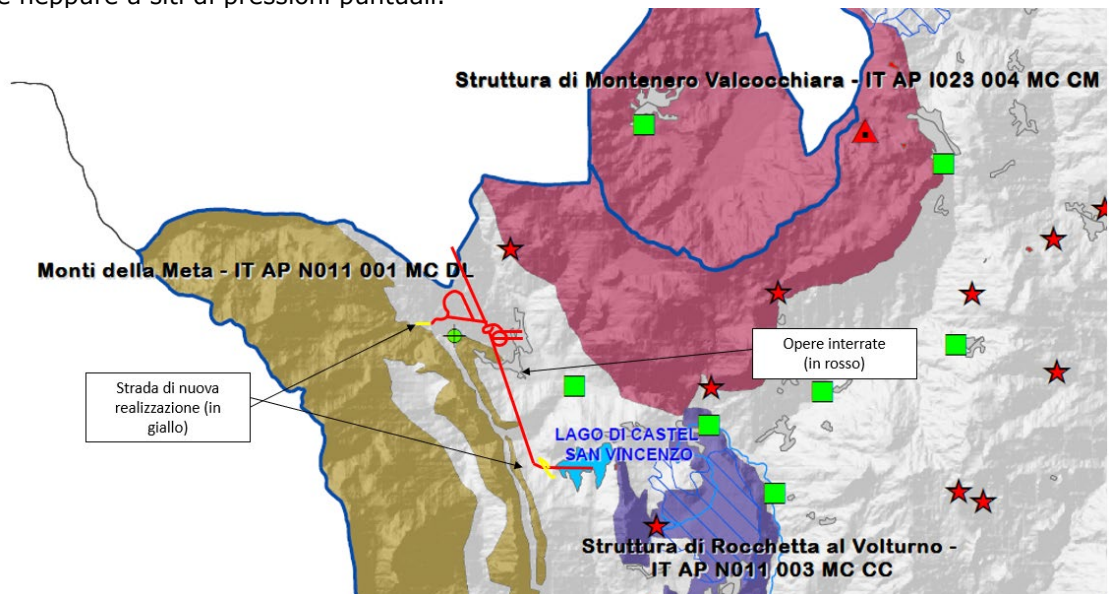 e neppure a siti di pressioni puntuali.
Struttura di Montenero Valcocchiara - IT AP I023 004 MC CM
Monti della Meta - IT AP N011 001 MC DL
Opere interrate
(in rosso)
Strada di nuova
realizzazione (in
giallo)
LAGO DI CASTEL
SAN VINCENZO
Struttura di Rocchetta al Volturno -
IT AP N011 003 MC CC